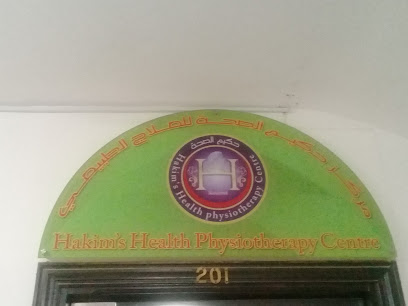 مركز حكيم الصحة للعلاج الطبيعي
حكيم الصحة
Hakim's Health physiotherapy Centre
H
Hakim's Health Physiotherapy Centre
201